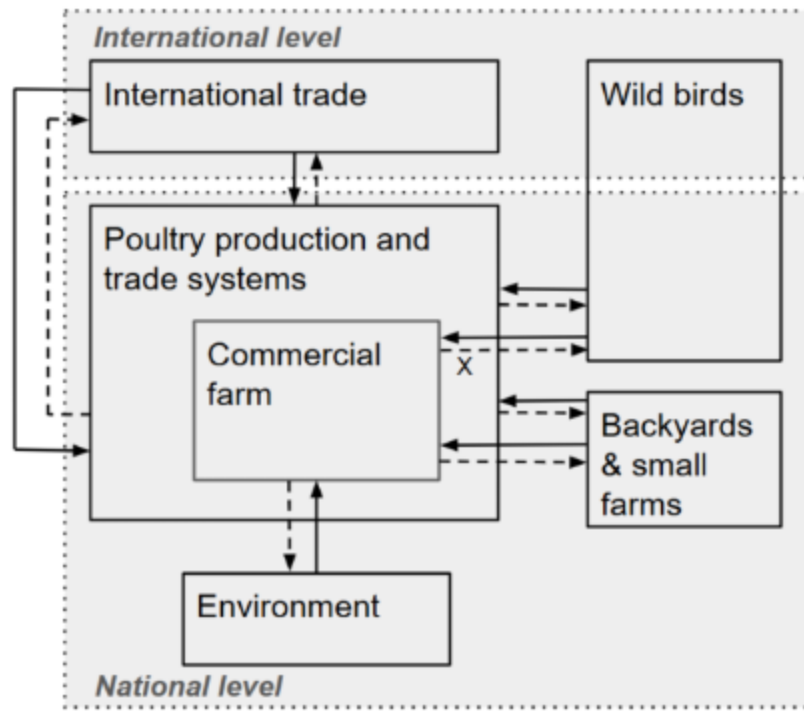 International level
International trade
Wild birds
Poultry production and
trade systems
Commercial
farm
X
Backyards
& small
farms
Environment
National level